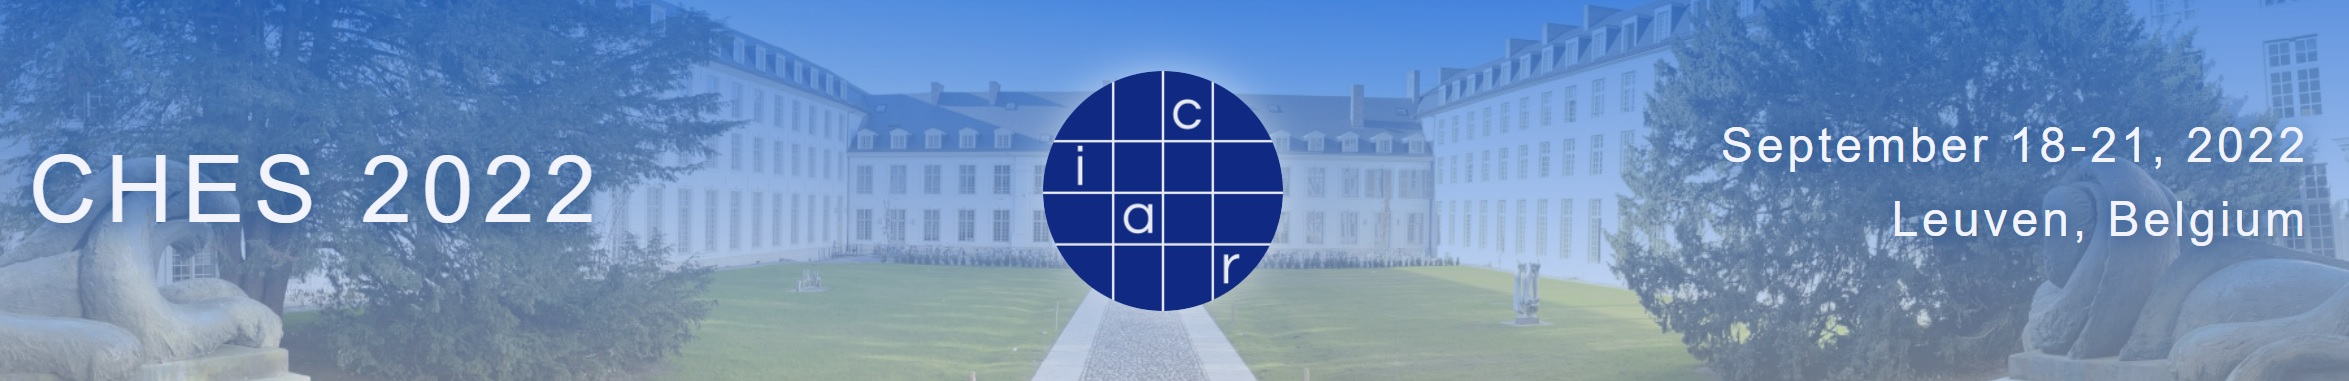 CHES 2022
c
i
a
r
September 18-21, 2022
Leuven, Belgium